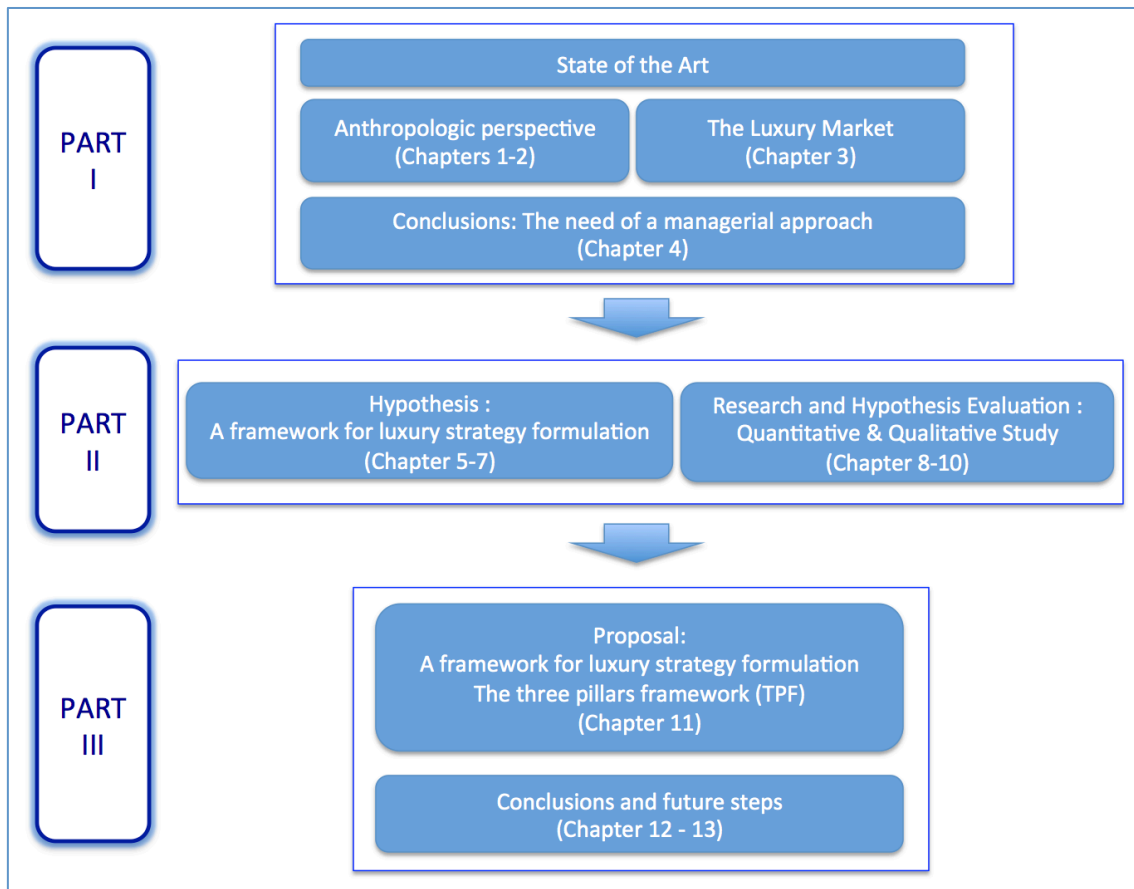 PART
I
State of the Art
Anthropologic perspective
(Chapters 1-2)
The Luxury Market
(Chapter 3)
Conclusions: The need of a managerial approach
(Chapter 4)
PART
II
Hypothesis :
A framework for luxury strategy formulation
(Chapter 5-7)
Research and Hypothesis Evaluation :
Quantitative & Qualitative Study
(Chapter 8-10)
PART
III
Proposal:
A framework for luxury strategy formulation
The three pillars framework (TPF)
(Chapter 11)
Conclusions and future steps
(Chapter 12 - 13)